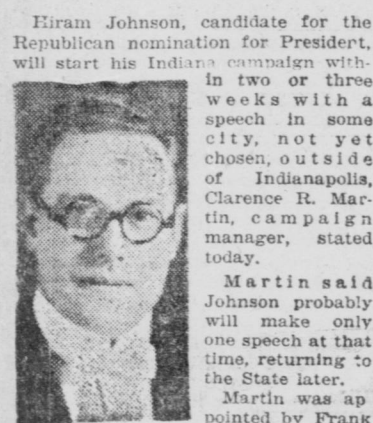 Hiram Johnson, candidate for the
Republican nomination for President,
will start his Indiana campaign with-
in two or three
weeks with a
speech in some
city, not yet
chosen, outside
of Indianapolis,
Clarence R. Mar-
tin, campaign
manager, stated
today.
Martin said
Johnson probably
will make only
one speech at that
time, returning to
the State later.
Martin was ap
pointed by Frank